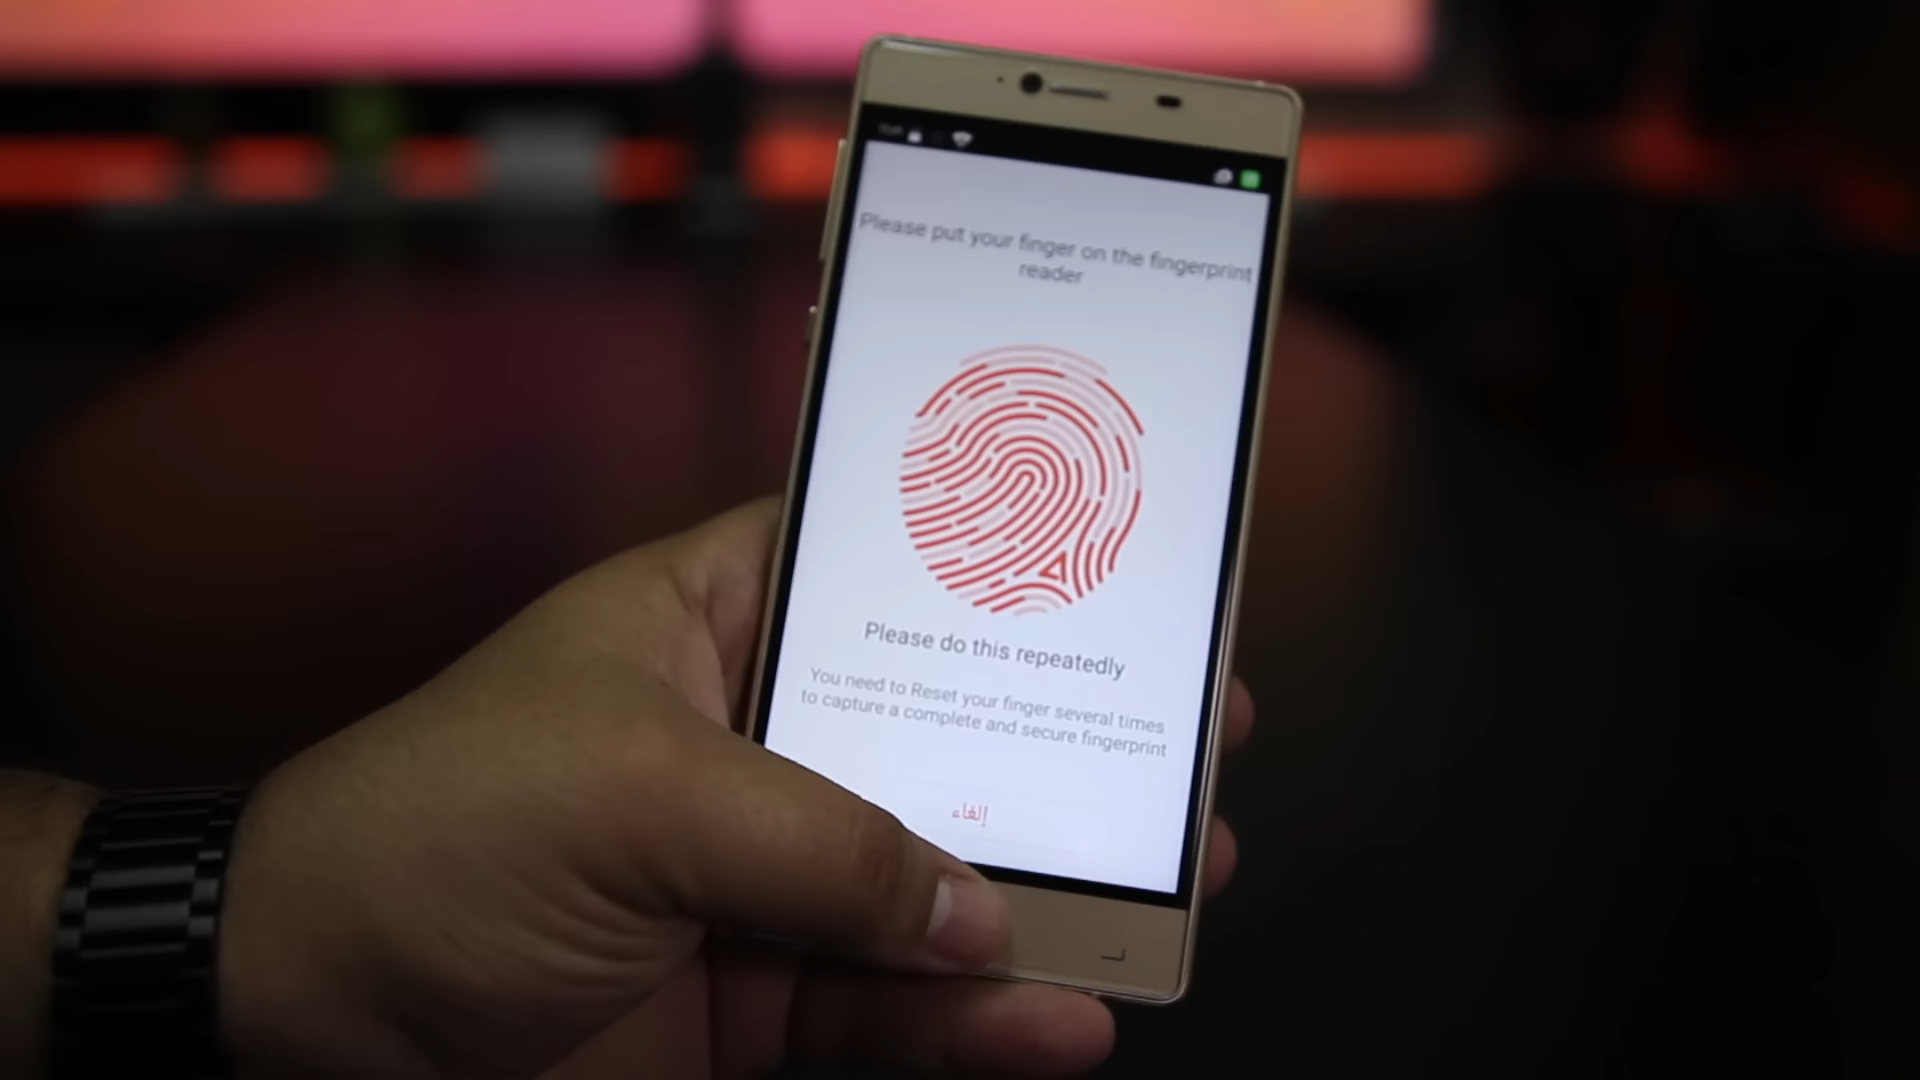 Please put your finger on the fingerprint
reader
Please do this repeatedly
You need to Reset your finger several times
to capture a complete and secure fingerprint
إلغاء